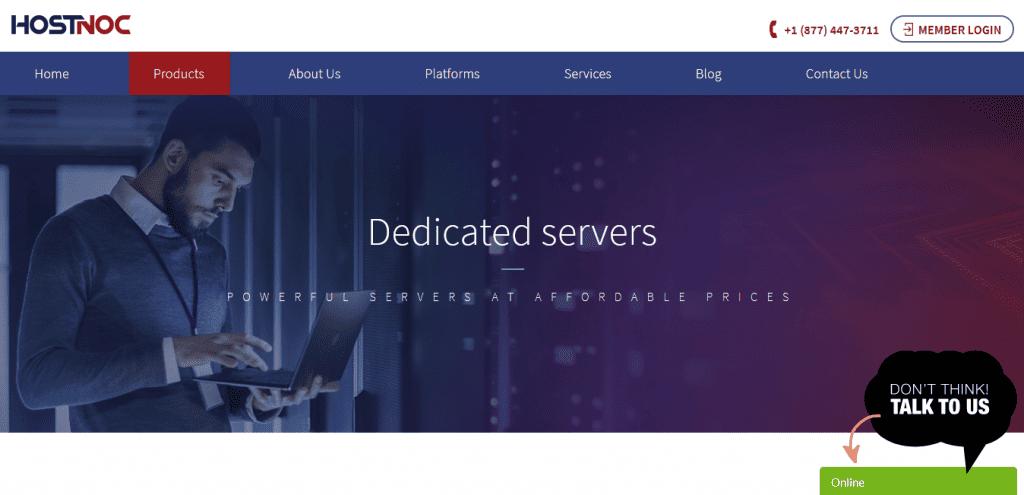 HOSTNOC
+1 (877) 447-3711
MEMBER LOGIN
Home
Products
About Us
Platforms
Services
Blog
Contact Us
Dedicated servers
POWERFUL SERVERS AT AFFORDABLE PRICES
DON'T THINK!
TALK TO US
Online